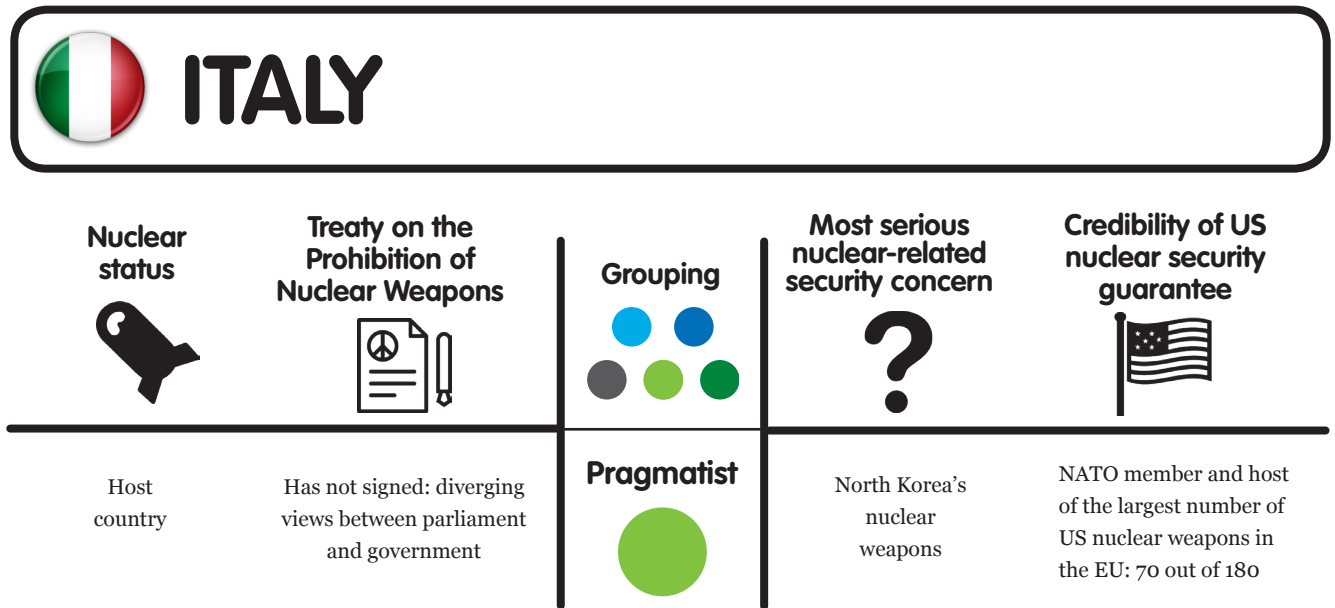 ITALY
Nuclear
status
Treaty on the
Prohibition of
Nuclear Weapons
Grouping
Most serious
nuclear-related
security concern
Credibility of US
nuclear security
guarantee
Host
country
Has not signed: diverging
views between parliament
and government
Pragmatist
North Korea’s
nuclear
weapons
NATO member and host
of the largest number of
US nuclear weapons in
the EU: 70 out of 180